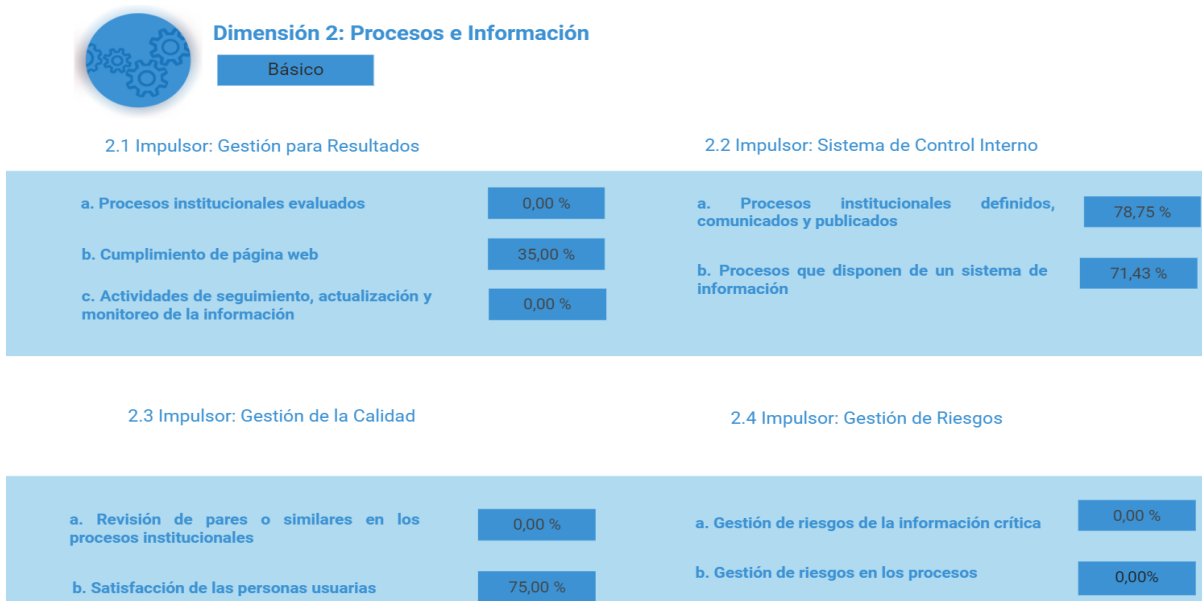 Dimensión 2: Procesos e Información
Básico
2.1 Impulsor: Gestión para Resultados
a. Procesos institucionales evaluados
0,00 %
b. Cumplimiento de página web
35,00 %
c. Actividades de seguimiento, actualización y
monitoreo de la información
0,00 %
2.2 Impulsor: Sistema de Control Interno
a. Procesos institucionales definidos,
comunicados y publicados
78,75 %
b. Procesos que disponen de un sistema de
información
71,43 %
2.3 Impulsor: Gestión de la Calidad
a. Revisión de pares o similares en los
procesos institucionales
0,00 %
b. Satisfacción de las personas usuarias
75,00 %
2.4 Impulsor: Gestión de Riesgos
a. Gestión de riesgos de la información crítica
0,00 %
b. Gestión de riesgos en los procesos
0,00%